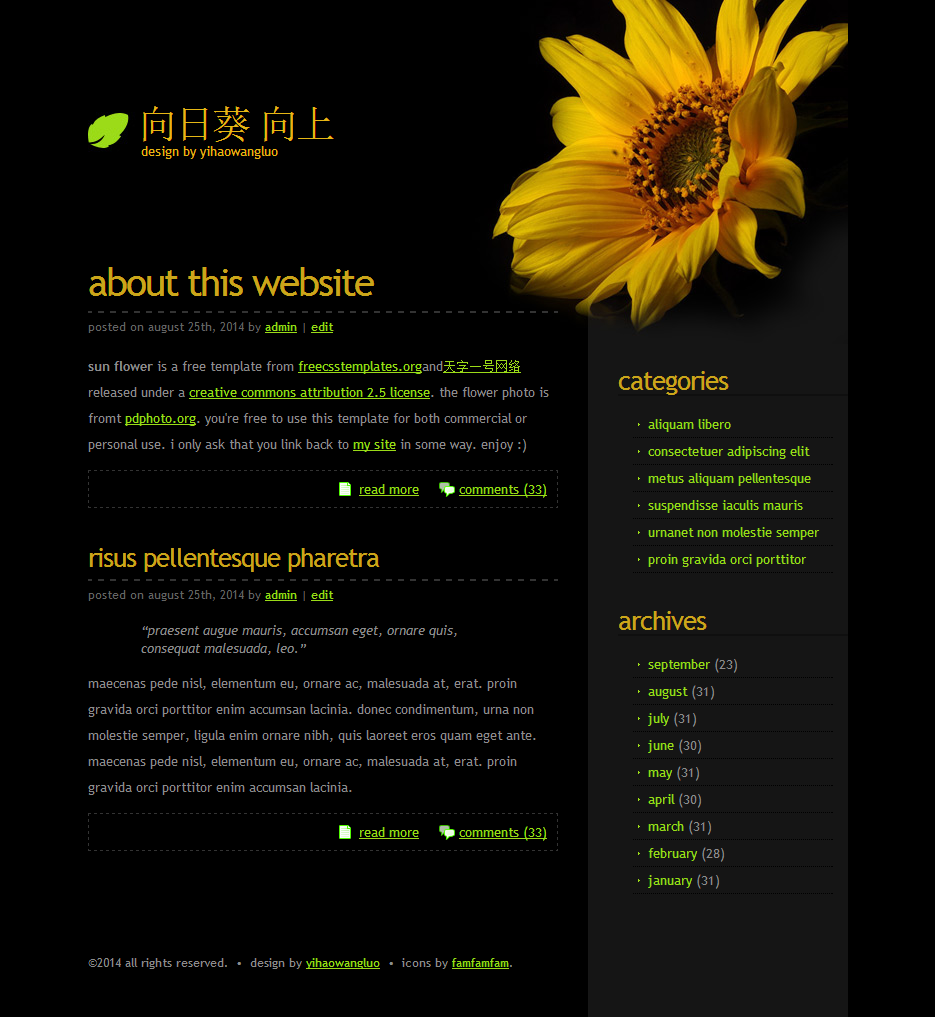 向日葵 向上
design by yihaowangluo
about this website
posted on august 25th, 2014 by admin | edit
sun flower is a free template from freecsstemplates.organd天字一号网络
released under a creative commons attribution 2.5 license. the flower photo is
fromt pdphoto.org. you're free to use this template for both commercial or
personal use. i only ask that you link back to my site in some way. enjoy :)
read more comments (33)
risus pellentesque pharetra
posted on august 25th, 2014 by admin | edit
“praesent augue mauris, accumsan eget, ornare quis,
consequat malesuada, leo.”
maecenas pede nisl, elementum eu, ornare ac, malesuada at, erat. proin
gravida orci porttitor enim accumsan lacinia. donec condimentum, urna non
molestie semper, ligula enim ornare nibh, quis laoreet eros quam eget ante.
maecenas pede nisl, elementum eu, ornare ac, malesuada at, erat. proin
gravida orci porttitor enim accumsan lacinia.
read more comments (33)
categories
aliquam libero
consectetuer adipiscing elit
metus aliquam pellentesque
suspendisse iaculis mauris
urnanet non molestie semper
proin gravida orci porttitor
archives
september (23)
august (31)
july (31)
june (30)
may (31)
april (30)
march (31)
february (28)
january (31)
©2014 all rights reserved. • design by yihaowangluo • icons by famfamfam.